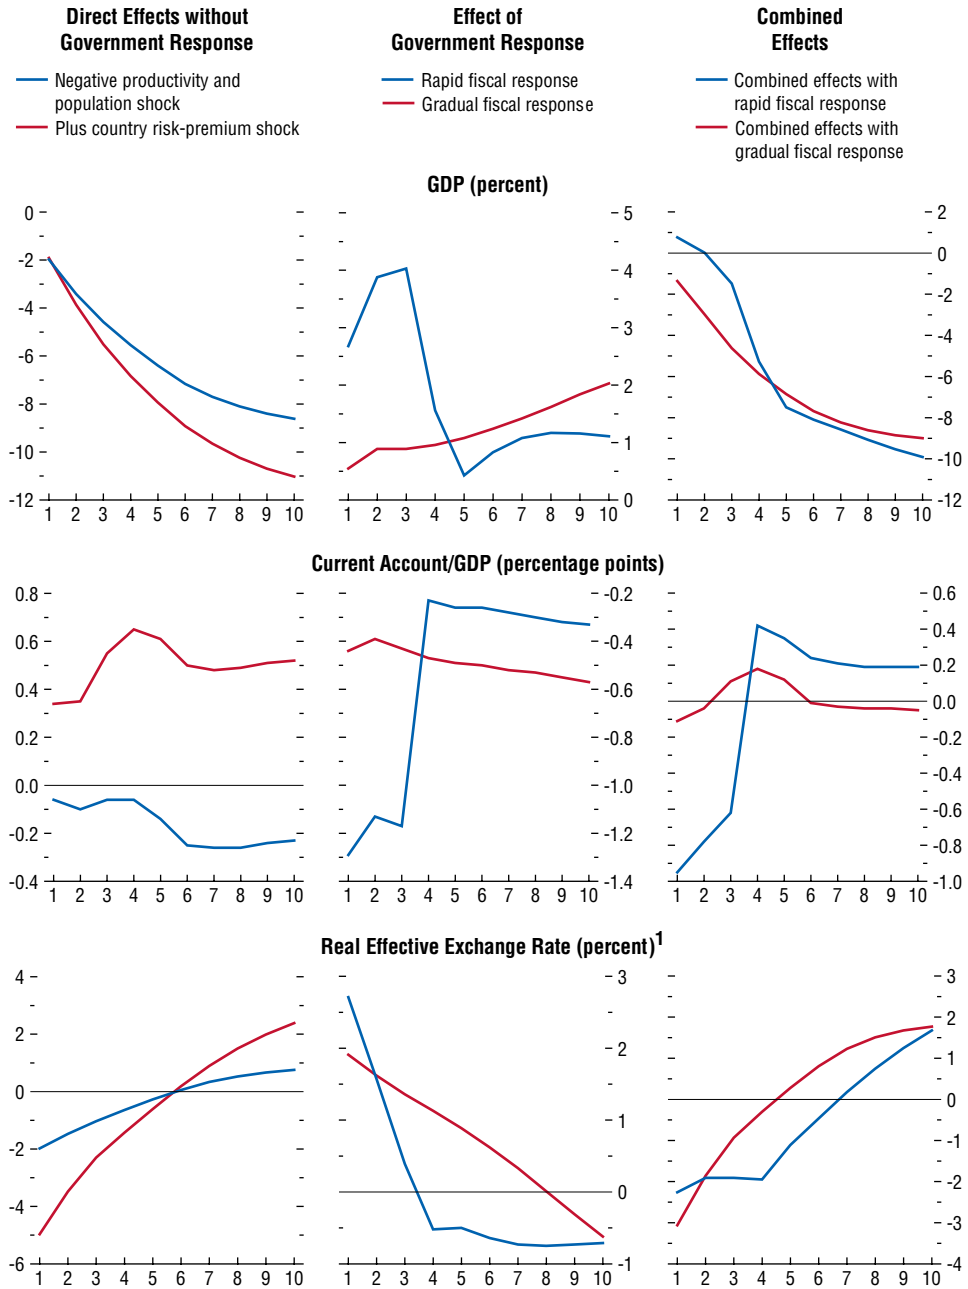 Direct Effects without
Government Response
Effect of
Government Response
Combined
Effects
Negative productivity and
population shock
Plus country risk-premium shock
Rapid fiscal response
Gradual fiscal response
Combined effects with
rapid fiscal response
Combined effects with
gradual fiscal response
GDP (percent)
0
-2
-4
-6
-8
-10
-12
1 2 3 4 5 6 7 8 9 10
5
4
3
2
1
0
1 2 3 4 5 6 7 8 9 10
2
0
-2
-4
-6
-8
-10
-12
1 2 3 4 5 6 7 8 9 10
Current Account/GDP (percentage points)
0.8
0.6
0.4
0.2
0.0
-0.2
-0.4
1 2 3 4 5 6 7 8 9 10
-0.2
-0.4
-0.6
-0.8
-1.0
-1.2
-1.4
1 2 3 4 5 6 7 8 9 10
0.6
0.4
0.2
0.0
-0.2
-0.4
-0.6
-0.8
-1.0
1 2 3 4 5 6 7 8 9 10
Real Effective Exchange Rate (percent)1
4
2
0
-2
-4
-6
1 2 3 4 5 6 7 8 9 10
3
2
1
0
-1
1 2 3 4 5 6 7 8 9 10
3
2
1
0
-1
-2
-3
-4
1 2 3 4 5 6 7 8 9 10